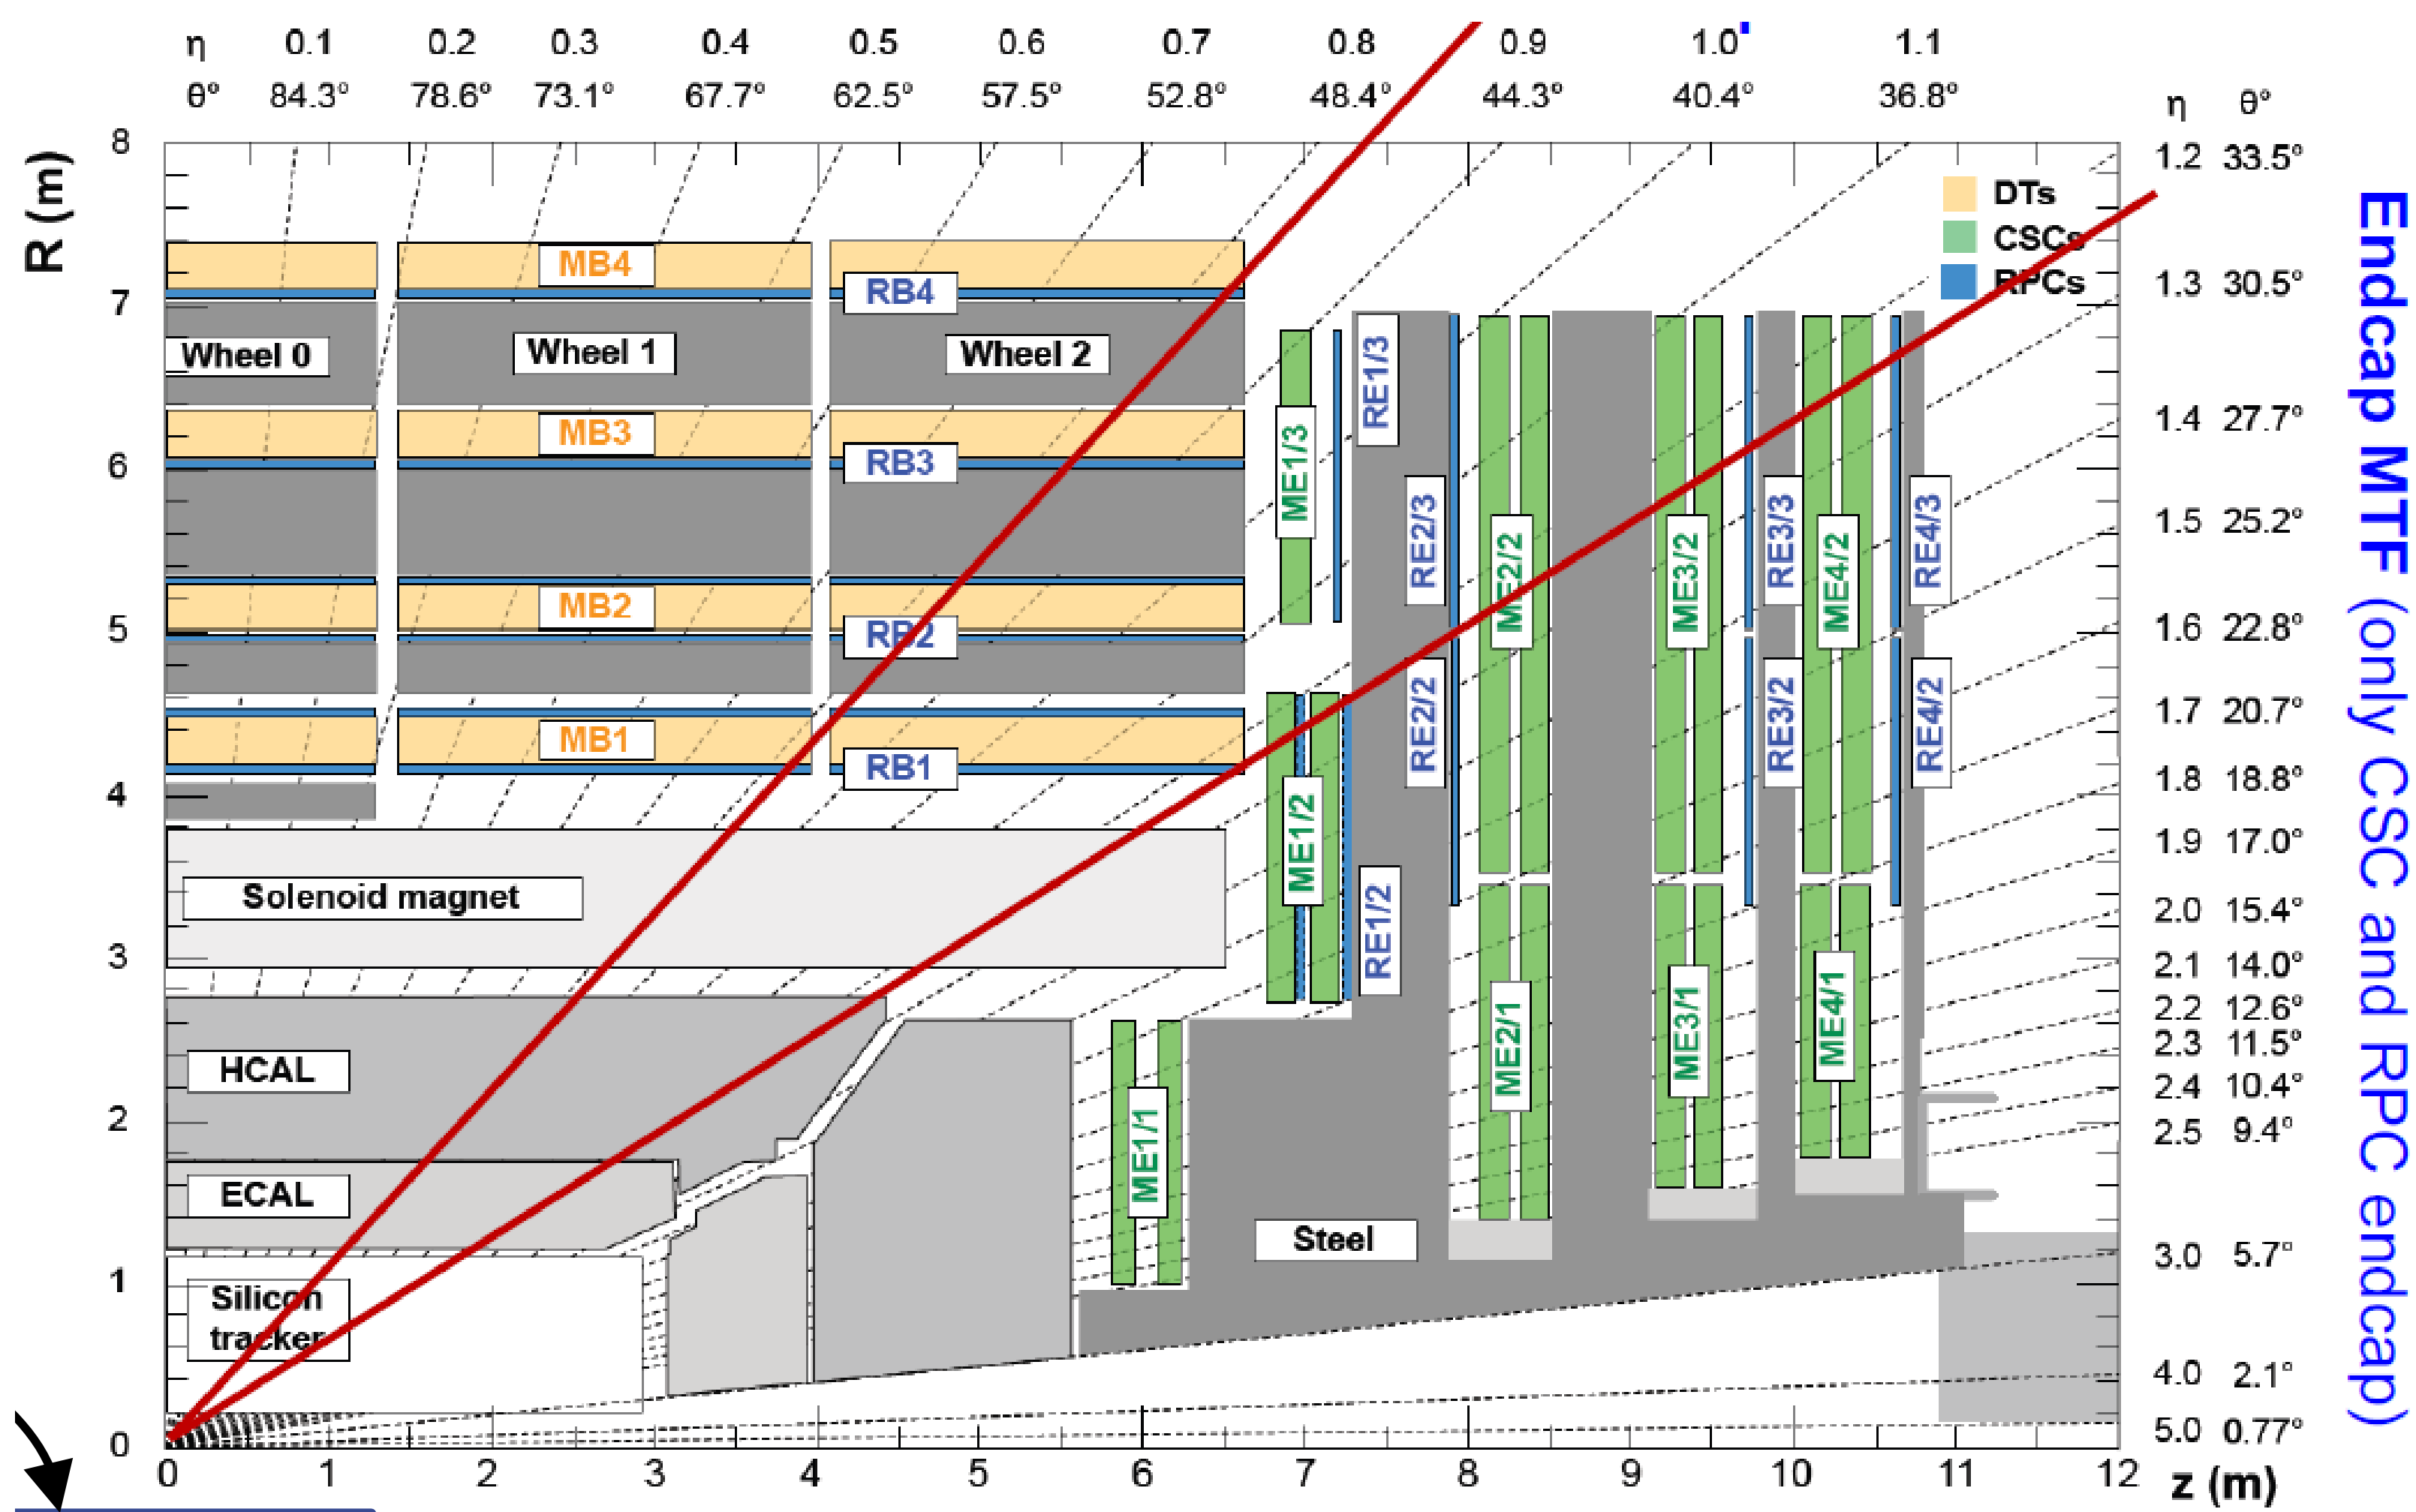 η 0.1 0.2 0.3 0.4 0.5 0.6 0.7 0.8 0.9 1.0 1.1
θ° 84.3° 78.6° 73.1° 67.7° 62.5° 57.5° 52.8° 48.4° 44.3° 40.4° 36.8°
η θ°
1.2 33.5°
1.3 30.5°
1.4 27.7°
1.5 25.2°
1.6 22.8°
1.7 20.7°
1.8 18.8°
1.9 17.0°
2.0 15.4°
2.1 14.0°
2.2 12.6°
2.3 11.5°
2.4 10.4°
2.5 9.4°
3.0 5.7°
4.0 2.1°
5.0 0.77°
R (m)
8
7
6
5
4
3
2
1
0
DTs
CSCs
RPCs
MB4
RB4
Wheel 0
Wheel 1
Wheel 2
MB3
RB3
MB2
RB2
MB1
RB1
Solenoid magnet
HCAL
ECAL
Silicon
tracker
Steel
ME1/3
RE1/3
RE2/3
ME2/2
ME3/2
RE3/3
ME4/2
RE4/3
ME1/2
RE1/2
RE2/2
RE3/2
RE4/2
ME1/1
ME2/1
ME3/1
ME4/1
0 1 2 3 4 5 6 7 8 9 10 11 12 z (m)
Endcap MTF (only CSC and RPC endcap)